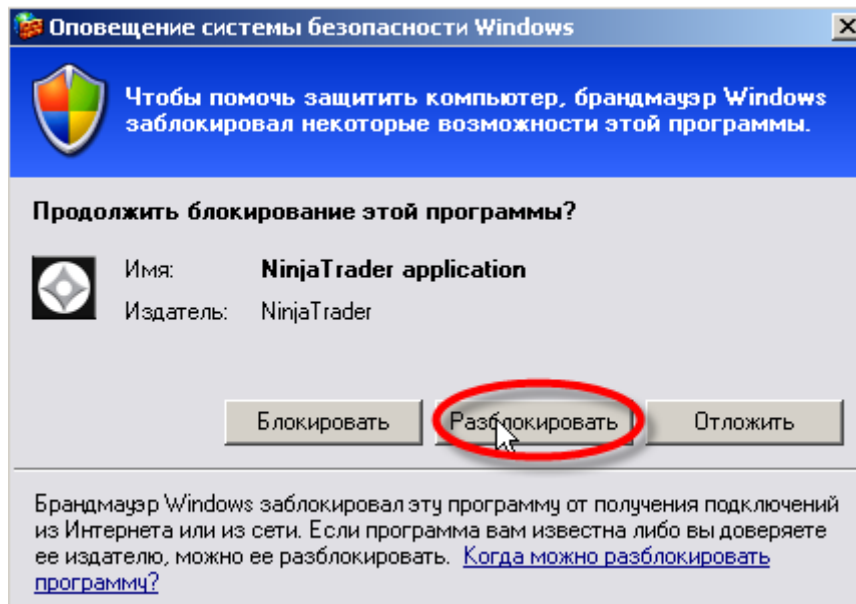 Оповещение системы безопасности Windows
Чтобы помочь защитить компьютер, брандмауэр Windows
заблокировал некоторые возможности этой программы.
Продолжить блокирование этой программы?
Имя: NinjaTrader application
Издатель: NinjaTrader
Блокировать Разблокировать Отложить
Брандмауэр Windows заблокировал эту программу от получения подключений
из Интернета или из сети. Если программа вам известна либо вы доверяете
ее издателю, можно ее разблокировать. Когда можно разблокировать
программу?